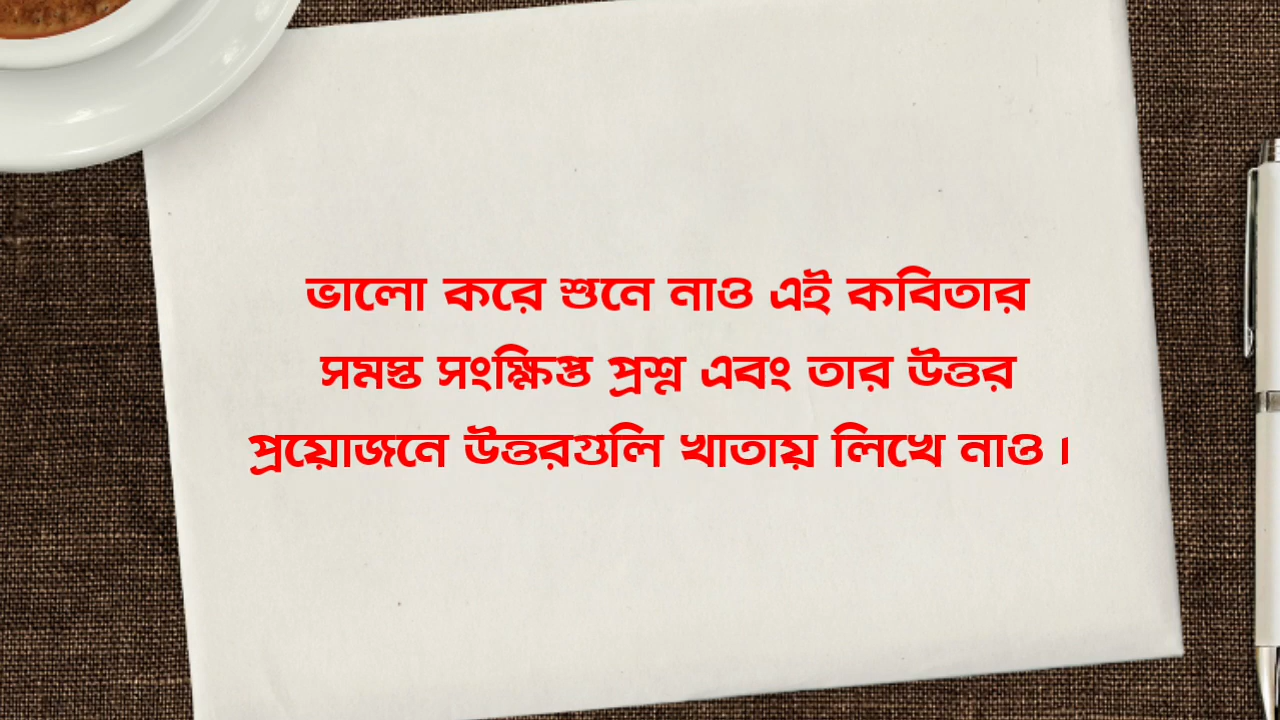 ভালো করে শুনে নাও এই কবিতার
সমস্ত সংক্ষিপ্ত প্রশ্ন এবং তার উত্তর
প্রয়োজনে উত্তরগুলি খাতায় লিখে নাও।